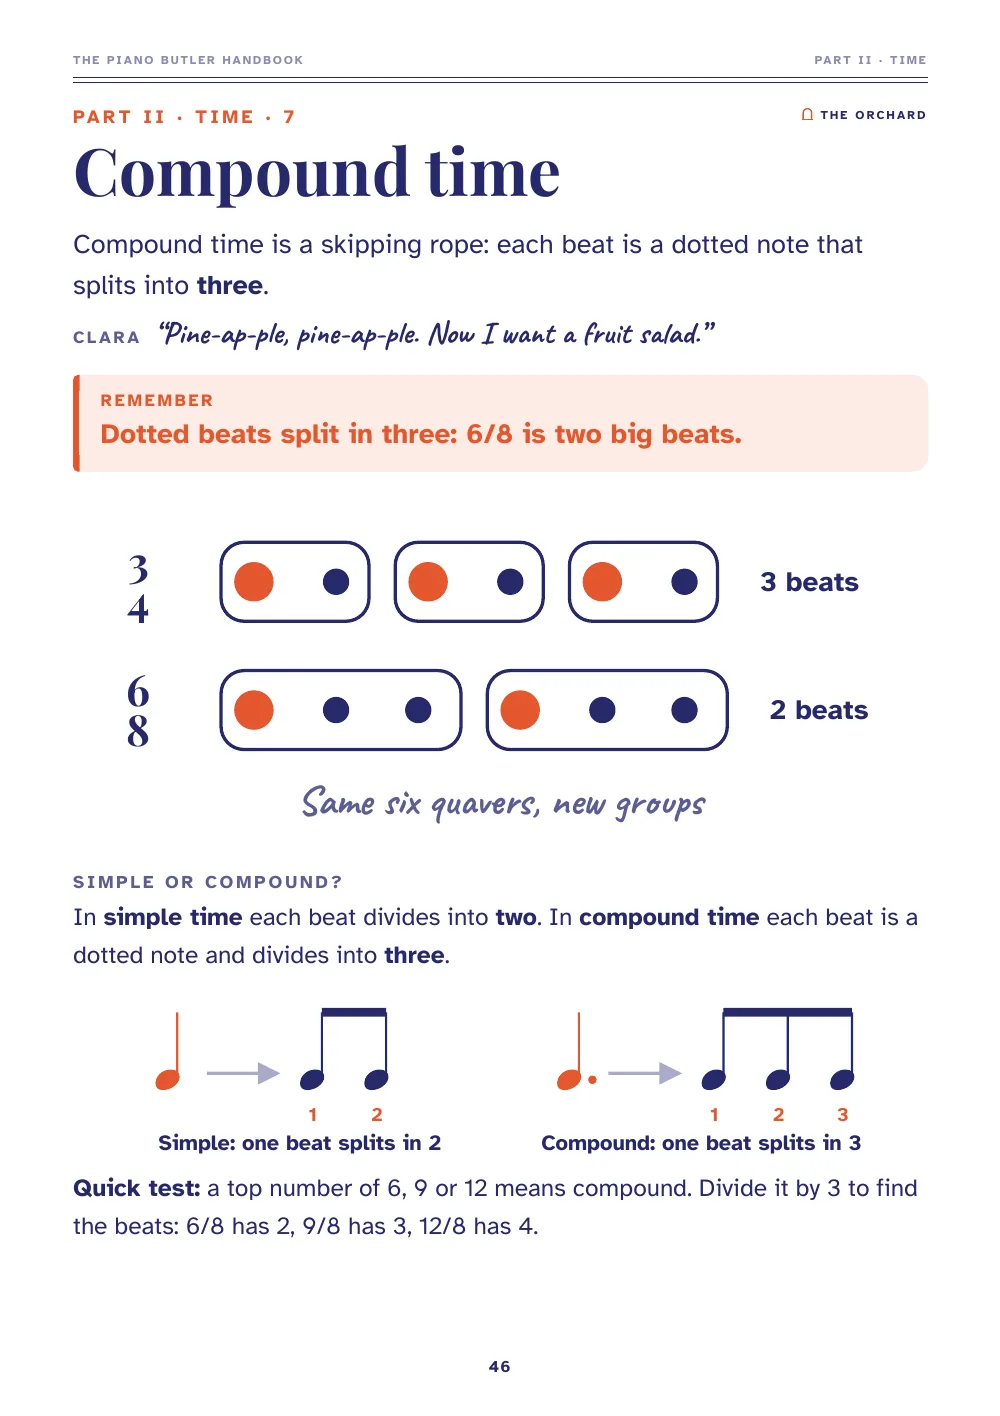 THE PIANO BUTLER HANDBOOK
PART II · TIME
PART II · TIME · 7
THE ORCHARD
Compound time
Compound time is a skipping rope: each beat is a dotted note that
splits into three.
CLARA "Pine-ap-ple, pine-ap-ple. Now I want a fruit salad."
REMEMBER
Dotted beats split in three: 6/8 is two big beats.
3
4
3 beats
6
8
2 beats
Same six quavers, new groups
SIMPLE OR COMPOUND?
In simple time each beat divides into two. In compound time each beat is a
dotted note and divides into three.
1 2
1 2 3
Simple: one beat splits in 2
Compound: one beat splits in 3
Quick test: a top number of 6, 9 or 12 means compound. Divide it by 3 to find
the beats: 6/8 has 2, 9/8 has 3, 12/8 has 4.
46